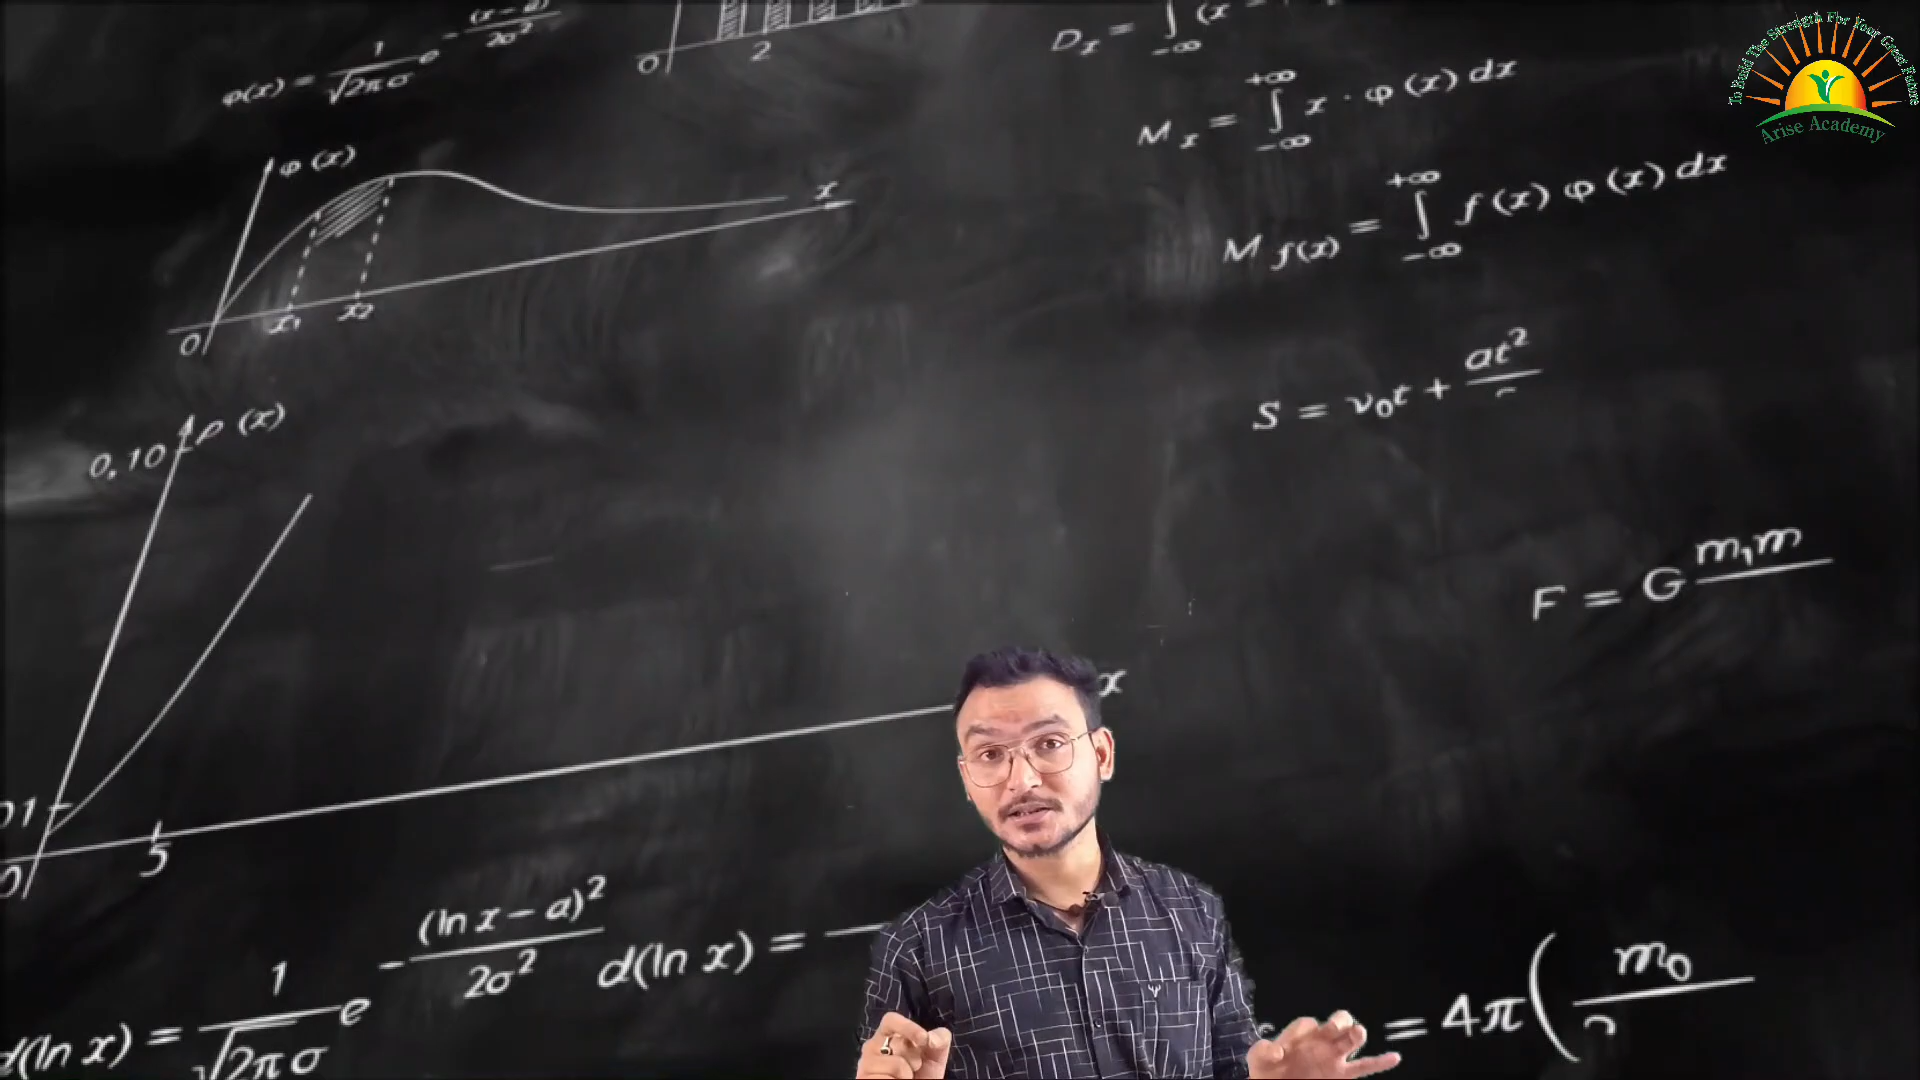 φ(x) = 1/√2πσ e^-(x-a)²/2σ²
0 2
D_x = ∫_-∞ (x -
M_x = ∫_-∞^+∞ x · φ (x) dx
To Build The Strength For Your Great Future
Arise Academy
φ (x)
x
0 x₁ x₂
M f(x) = ∫_-∞^+∞ f (x) φ (x) dx
S = v₀t + at²/
0,10 ρ (x)
F = G m₁m/
x
01
0 5
d(ln x) = 1/√2πσ e^-(ln x - a)²/2σ² d(ln x) = —
= 4π( m₀/